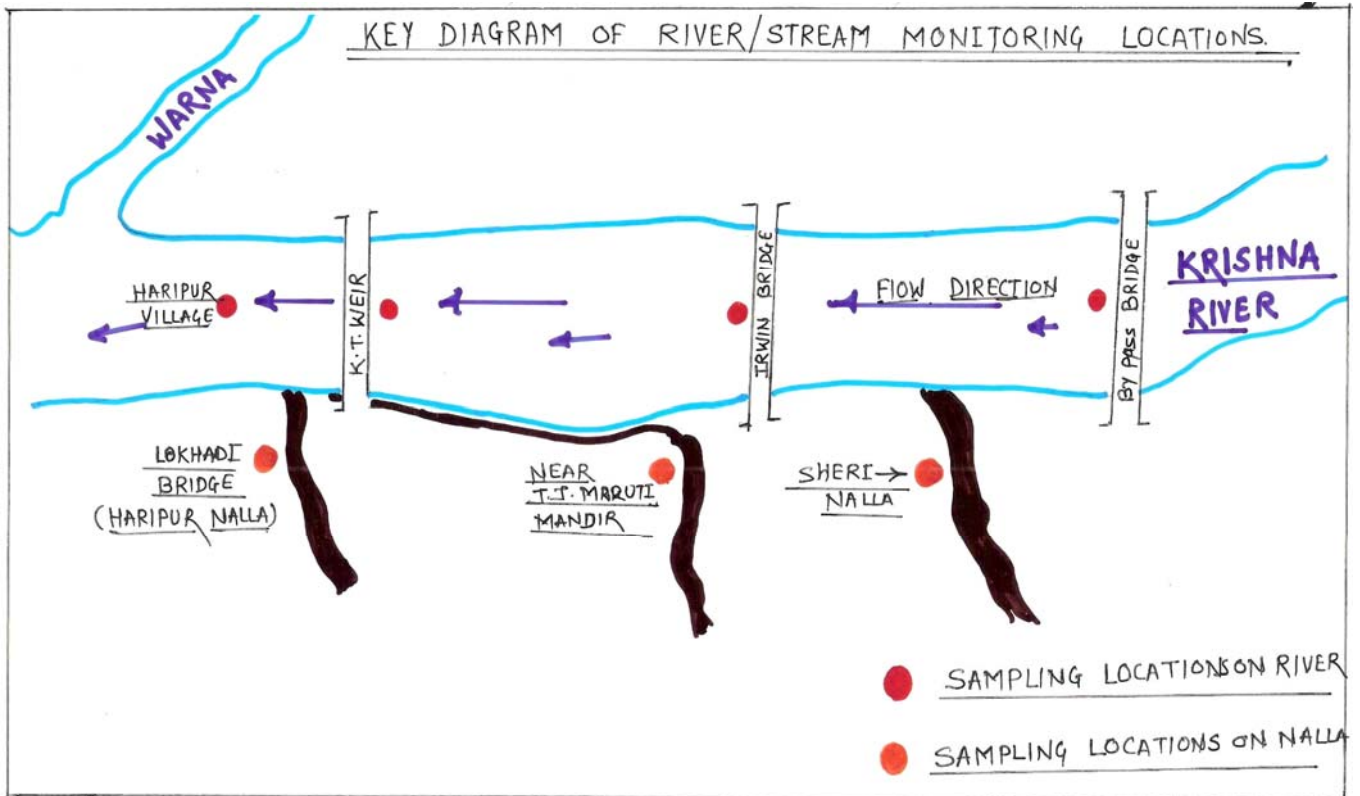 KEY DIAGRAM OF RIVER/STREAM MONITORING LOCATIONS.
WARNA
KRISHNA
RIVER
BY PASS BRIDGE
FLOW DIRECTION
IRWIN BRIDGE
K.T. WEIR
HARIPUR
VILLAGE
LOKHADI
BRIDGE
(HARIPUR NALLA)
NEAR
T.J. MARUTI
MANDIR
SHERI→
NALLA
SAMPLING LOCATIONS ON RIVER
SAMPLING LOCATIONS ON NALLA